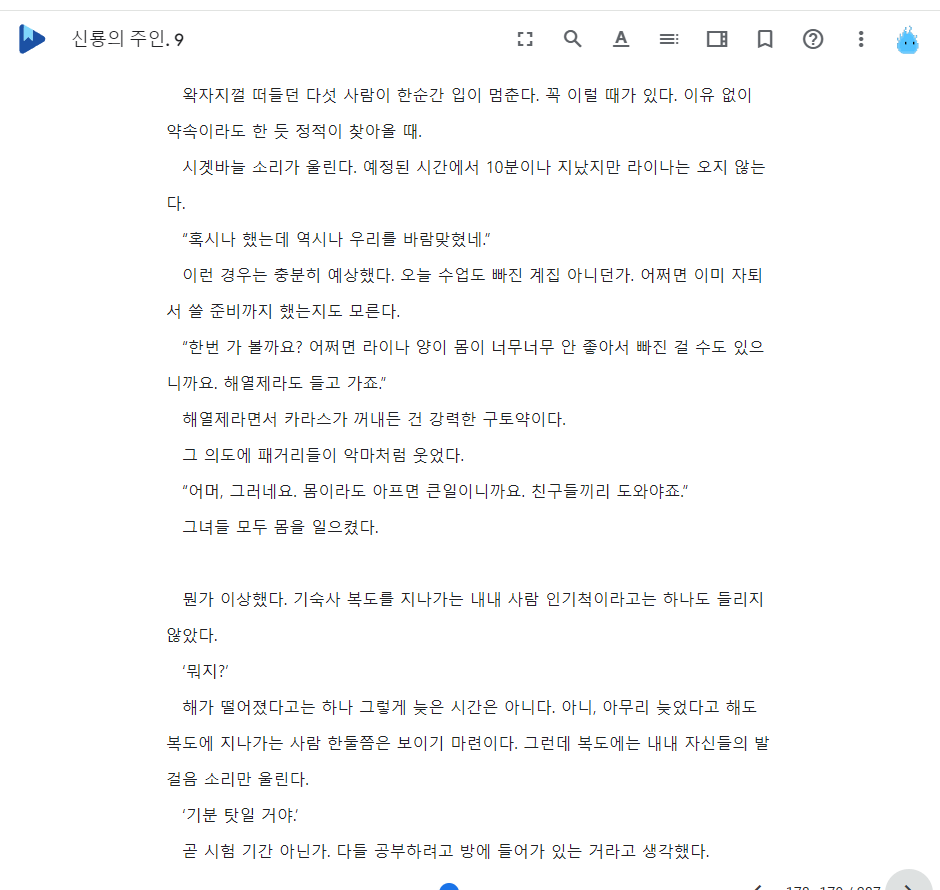 신룡의 주인. 9
왁자지껄 떠들던 다섯 사람이 한순간 입이 멈춘다. 꼭 이럴 때가 있다. 이유 없이
약속이라도 한 듯 정적이 찾아올 때.
시곗바늘 소리가 울린다. 예정된 시간에서 10분이나 지났지만 라이나는 오지 않는
다.
“혹시나 했는데 역시나 우리를 바람맞혔네.”
이런 경우는 충분히 예상했다. 오늘 수업도 빠진 계집 아니던가. 어쩌면 이미 자퇴
서 쓸 준비까지 했는지도 모른다.
“한번 가 볼까요? 어쩌면 라이나 양이 몸이 너무너무 안 좋아서 빠진 걸 수도 있으
니까요. 해열제라도 들고 가죠.”
해열제라면서 카라스가 꺼내든 건 강력한 구토약이다.
그 의도에 패거리들이 악마처럼 웃었다.
“어머, 그러네요. 몸이라도 아프면 큰일이니까요. 친구들끼리 도와야죠.”
그녀들 모두 몸을 일으켰다.
뭔가 이상했다. 기숙사 복도를 지나가는 내내 사람 인기척이라고는 하나도 들리지
않았다.
‘뭐지?’
해가 떨어졌다고는 하나 그렇게 늦은 시간은 아니다. 아니, 아무리 늦었다고 해도
복도에 지나가는 사람 한둘쯤은 보이기 마련이다. 그런데 복도에는 내내 자신들의 발
걸음 소리만 울린다.
‘기분 탓일 거야.’
곧 시험 기간 아닌가. 다들 공부하려고 방에 들어가 있는 거라고 생각했다.